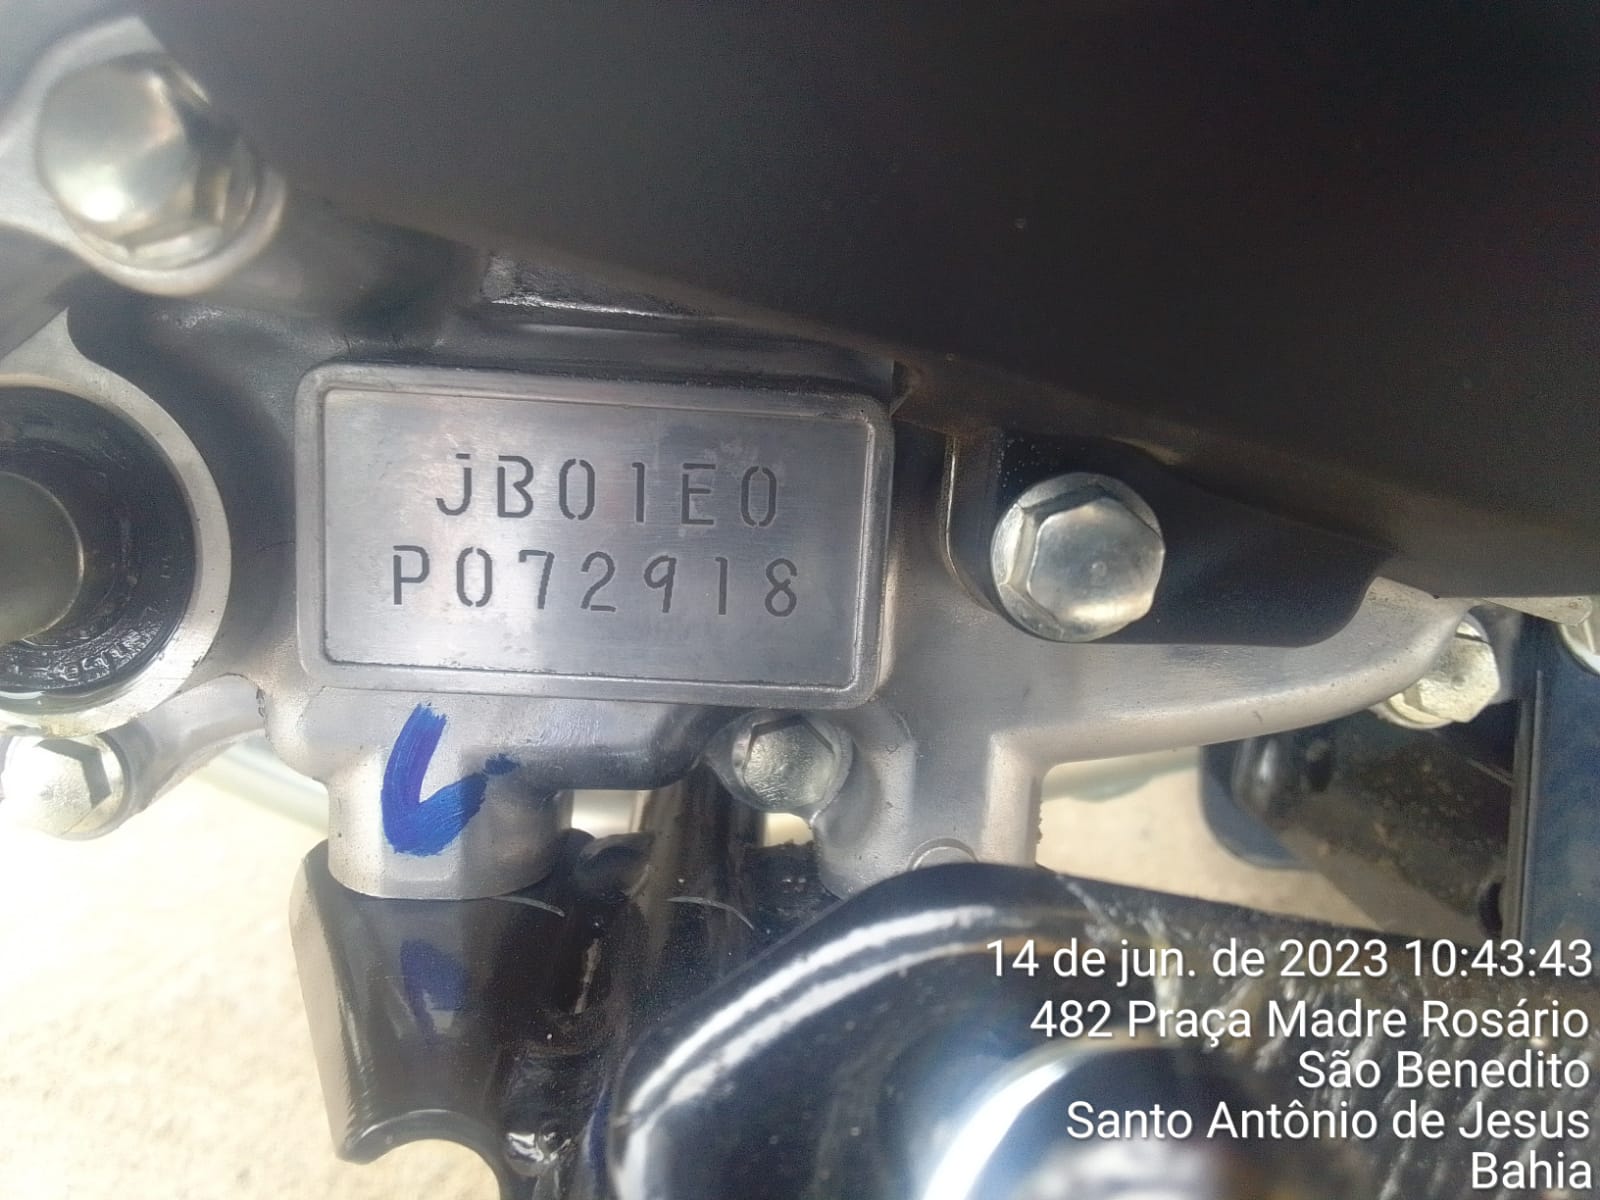 JB01E0
P072918
14 de jun. de 2023 10:43:43
482 Praça Madre Rosário
São Benedito
Santo Antônio de Jesus
Bahia